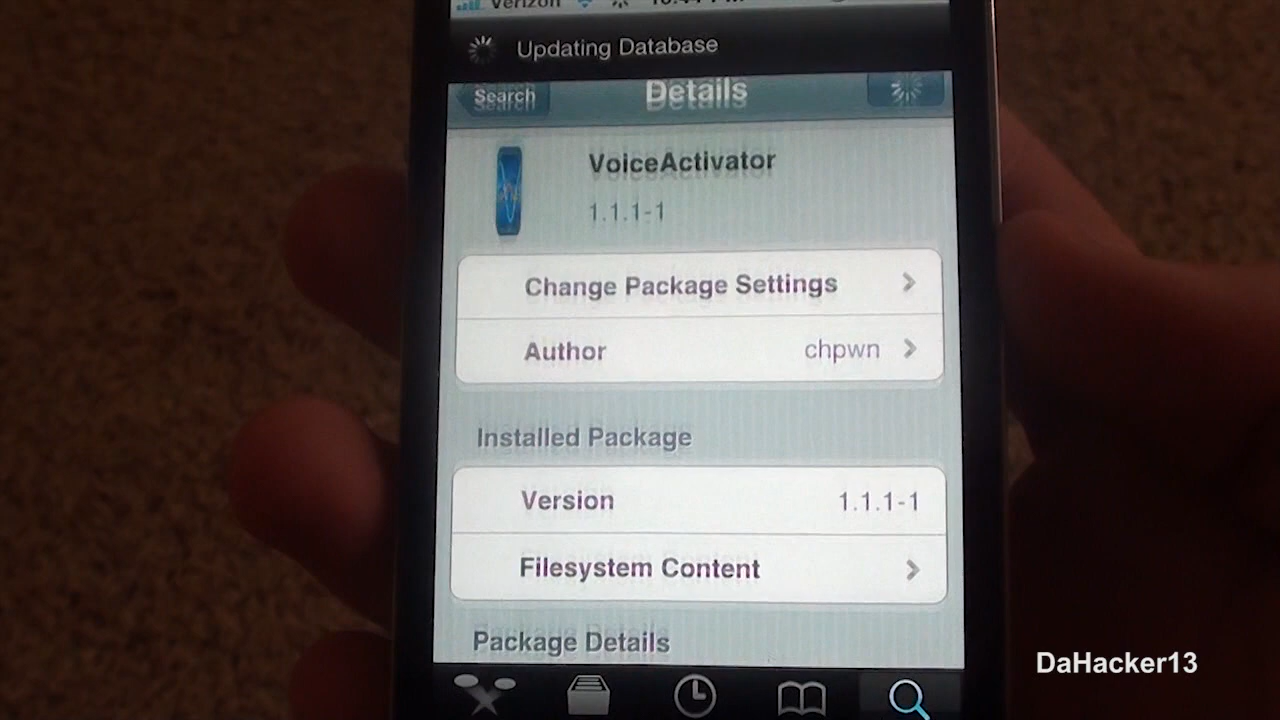 Verizon
Updating Database
Search
Details
VoiceActivator
1.1.1-1
Change Package Settings
Author chpwn
Installed Package
Version 1.1.1-1
Filesystem Content
Package Details
DaHacker13